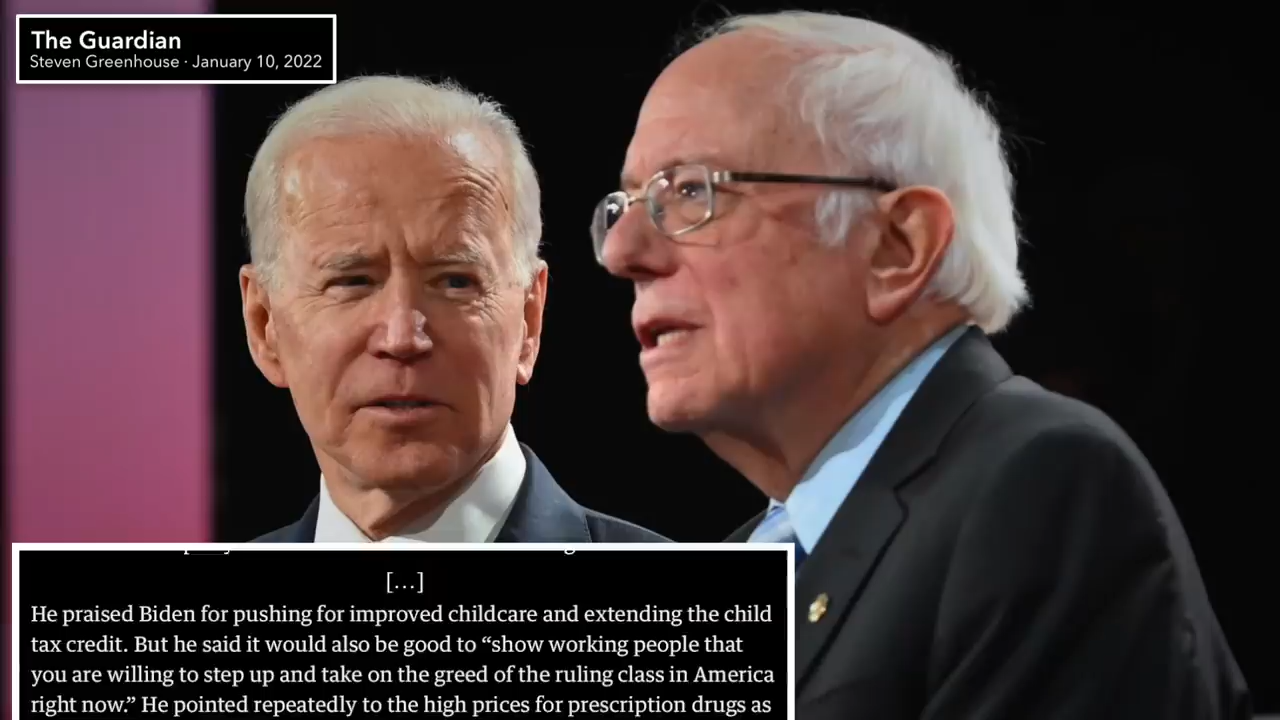 The Guardian
Steven Greenhouse · January 10, 2022
[…]
He praised Biden for pushing for improved childcare and extending the child
tax credit. But he said it would also be good to “show working people that
you are willing to step up and take on the greed of the ruling class in America
right now.” He pointed repeatedly to the high prices for prescription drugs as